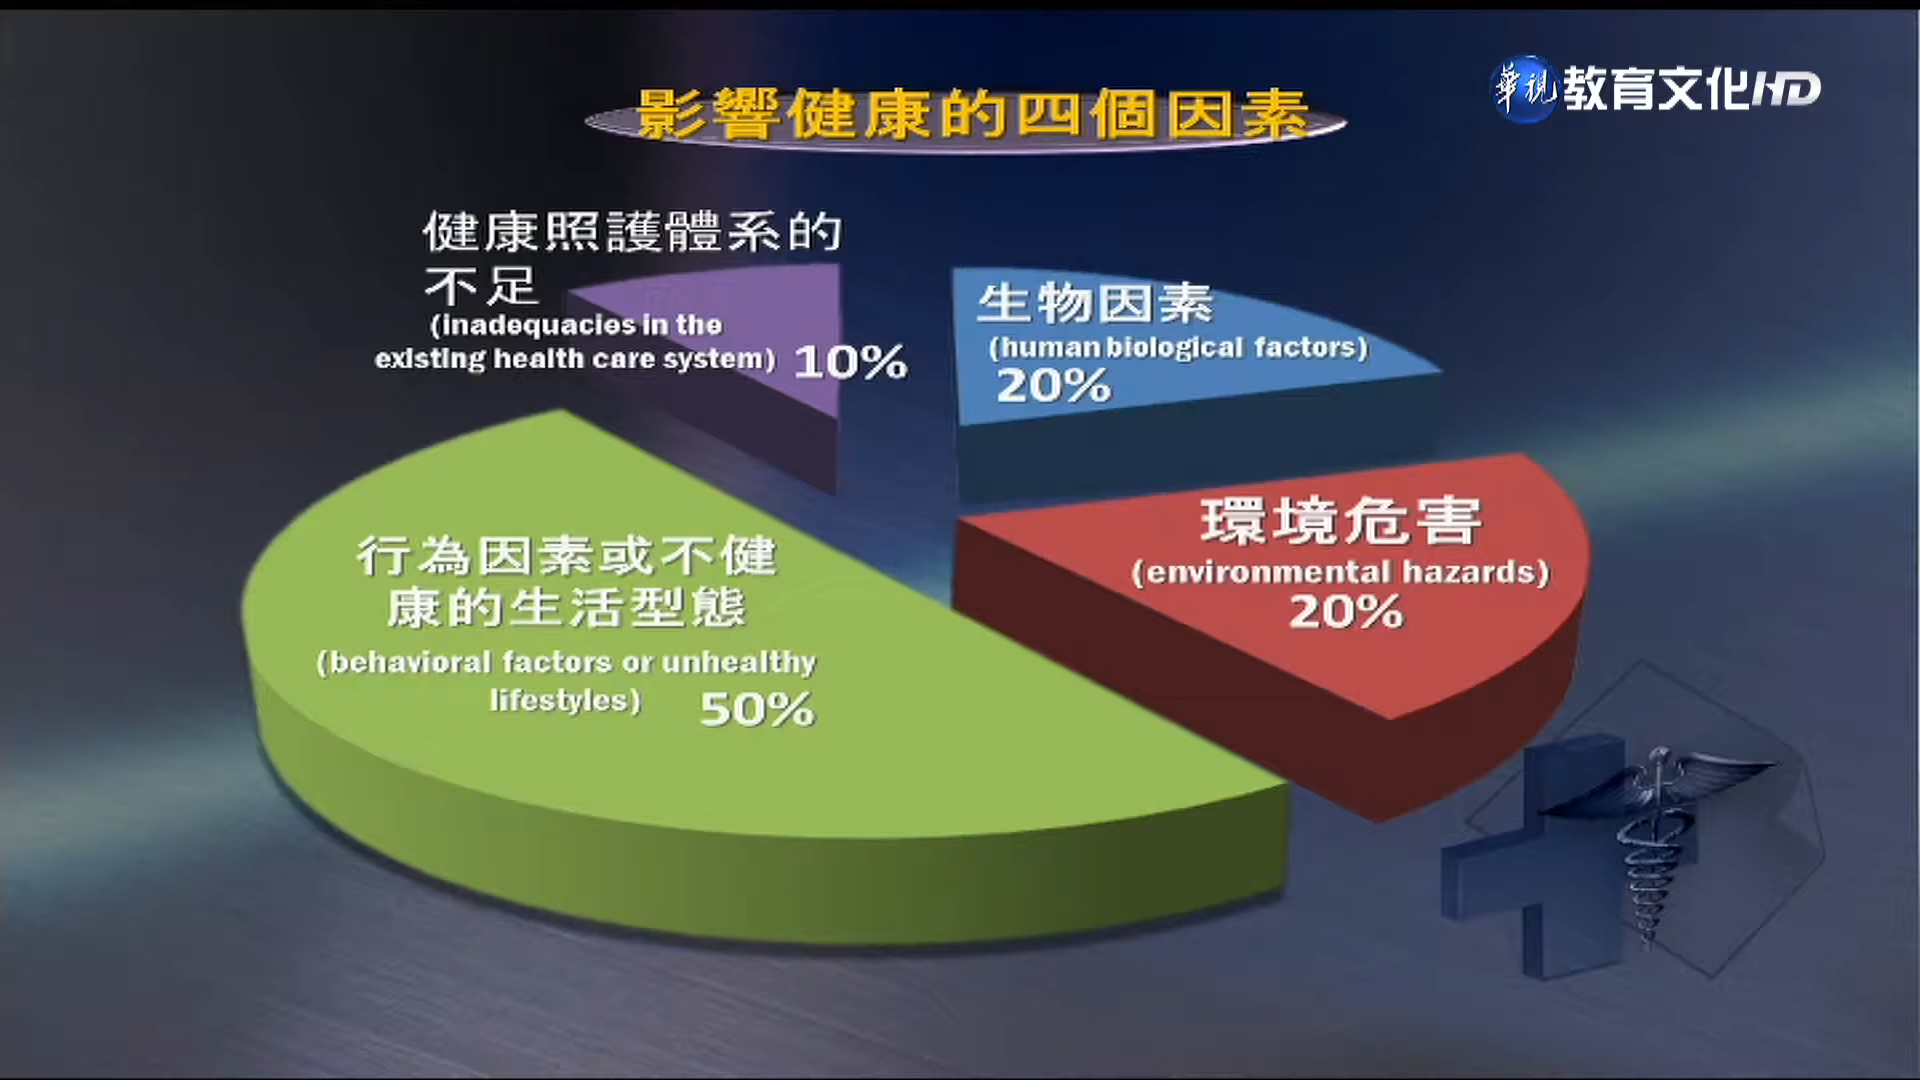 華視 教育文化HD
影響健康的四個因素
健康照護體系的
不足
(inadequacies in the
existing health care system) 10%
生物因素
(human biological factors)
20%
環境危害
(environmental hazards)
20%
行為因素或不健
康的生活型態
(behavioral factors or unhealthy
lifestyles) 50%